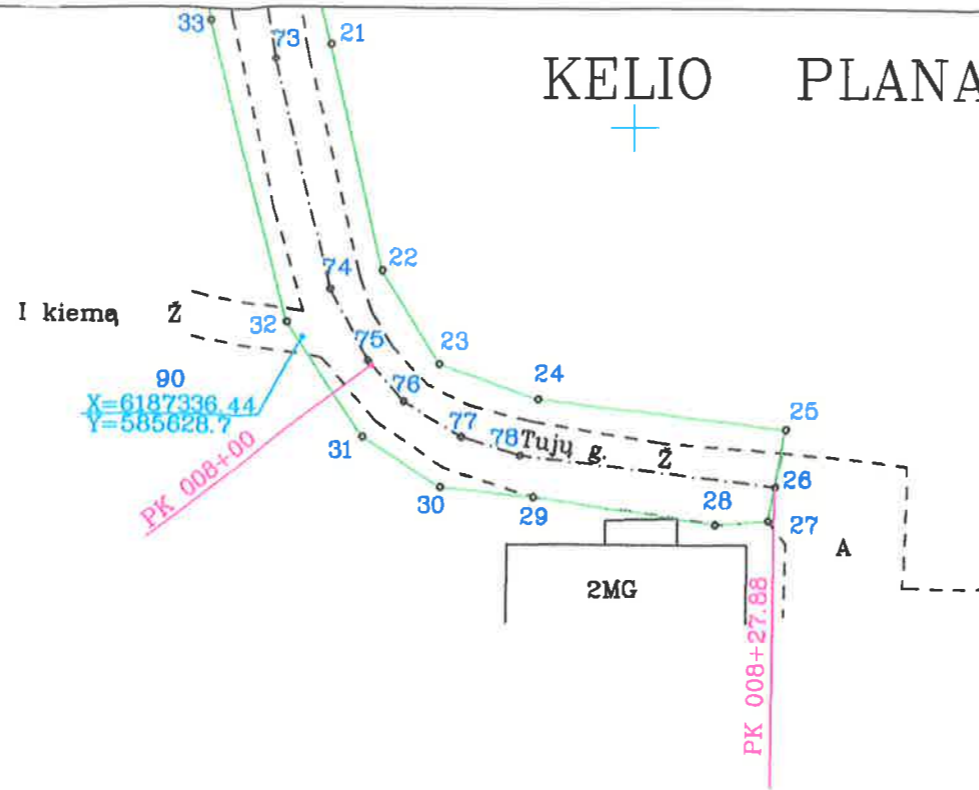 33
73
21
KELIO PLANA
22
74
I kiemą Ž
32
75
23
90
X=6187336.44
Y=585628.7
76
24
25
77
78
Tujų g. Ž
31
PK 008+00
26
30
29
28
27
A
2MG
PK 008+27.88